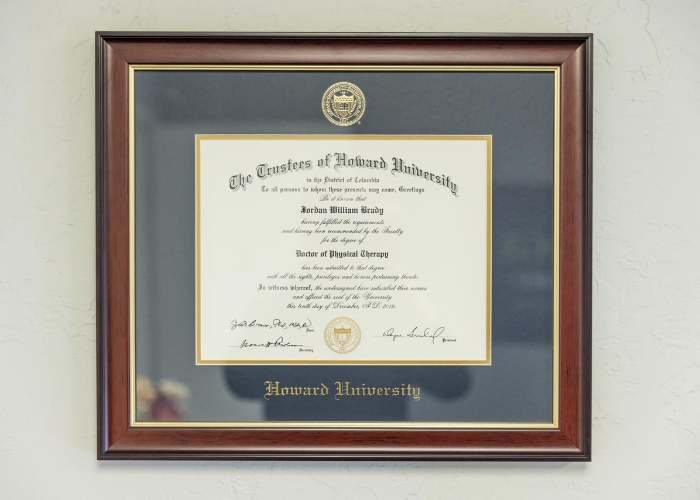 The Trustees of Howard University
in the District of Columbia
To all persons to whom these presents may come, Greetings
Be it known that
Jordan William Brady
having fulfilled the requirements
and having been recommended by the Faculty
for the degree of
Doctor of Physical Therapy
has been admitted to that degree
with all the rights, privileges and honors pertaining thereto.
In witness whereof, the undersigned have subscribed their names
and affixed the seal of the University
this tenth day of December, A.D. 2019.
Dean
Secretary
President
Howard University